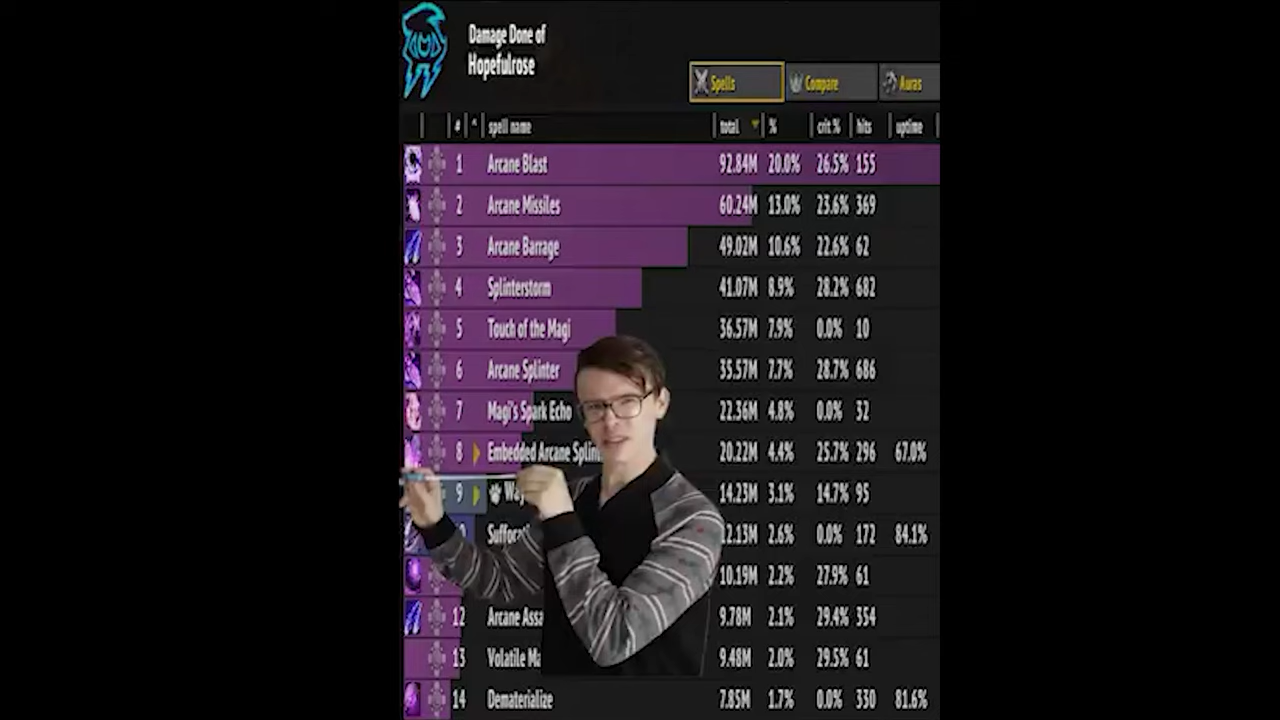 Damage Done of
Hopefulrose
Spells Compare Auras
# ^ spell name total % crit % hits uptime
1 Arcane Blast 92.84M 20.0% 26.5% 155
2 Arcane Missiles 60.24M 13.0% 23.6% 369
3 Arcane Barrage 49.02M 10.6% 22.6% 62
4 Splinterstorm 41.07M 8.9% 28.2% 682
5 Touch of the Magi 36.57M 7.9% 0.0% 10
6 Arcane Splinter 35.57M 7.7% 28.7% 686
7 Magi's Spark Echo 22.36M 4.8% 0.0% 32
8 Embedded Arcane Splin 20.22M 4.4% 25.7% 296 67.0%
9 14.23M 3.1% 14.7% 95
2.6% 0.0% 172 84.1%
10.19M 2.2% 27.9% 61
12 Arcane 9.78M 2.1% 29.4% 354
13 Volatile 9.48M 2.0% 29.5% 61
14 Dematerialize 7.85M 1.7% 0.0% 330 81.6%